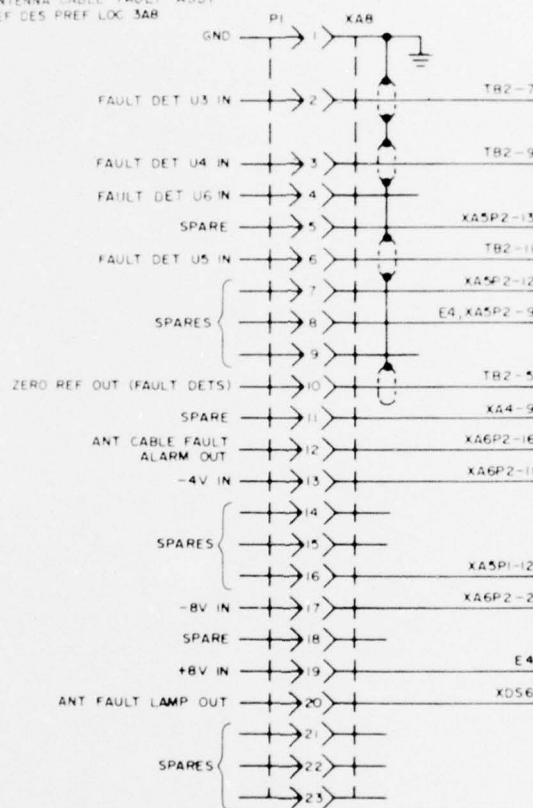 ANTENNA CABLE FAULT ASSY
REF DES PREF LOC 3A8
P1 XA8
GND 1
FAULT DET U3 IN 2 TB2-7
FAULT DET U4 IN 3 TB2-9
FAULT DET U6 IN 4
SPARE 5 XA5P2-13
FAULT DET U5 IN 6 TB2-11
7 XA5P2-12
SPARES 8 E4,XA5P2-9
9
ZERO REF OUT (FAULT DETS) 10 TB2-5
SPARE 11 XA4-9
ANT CABLE FAULT
ALARM OUT 12 XA6P2-16
-4V IN 13 XA6P2-11
14
SPARES 15
16 XA5P1-12
-8V IN 17 XA6P2-2
SPARE 18
+8V IN 19 E4
ANT FAULT LAMP OUT 20 XDS6
21
SPARES 22
23